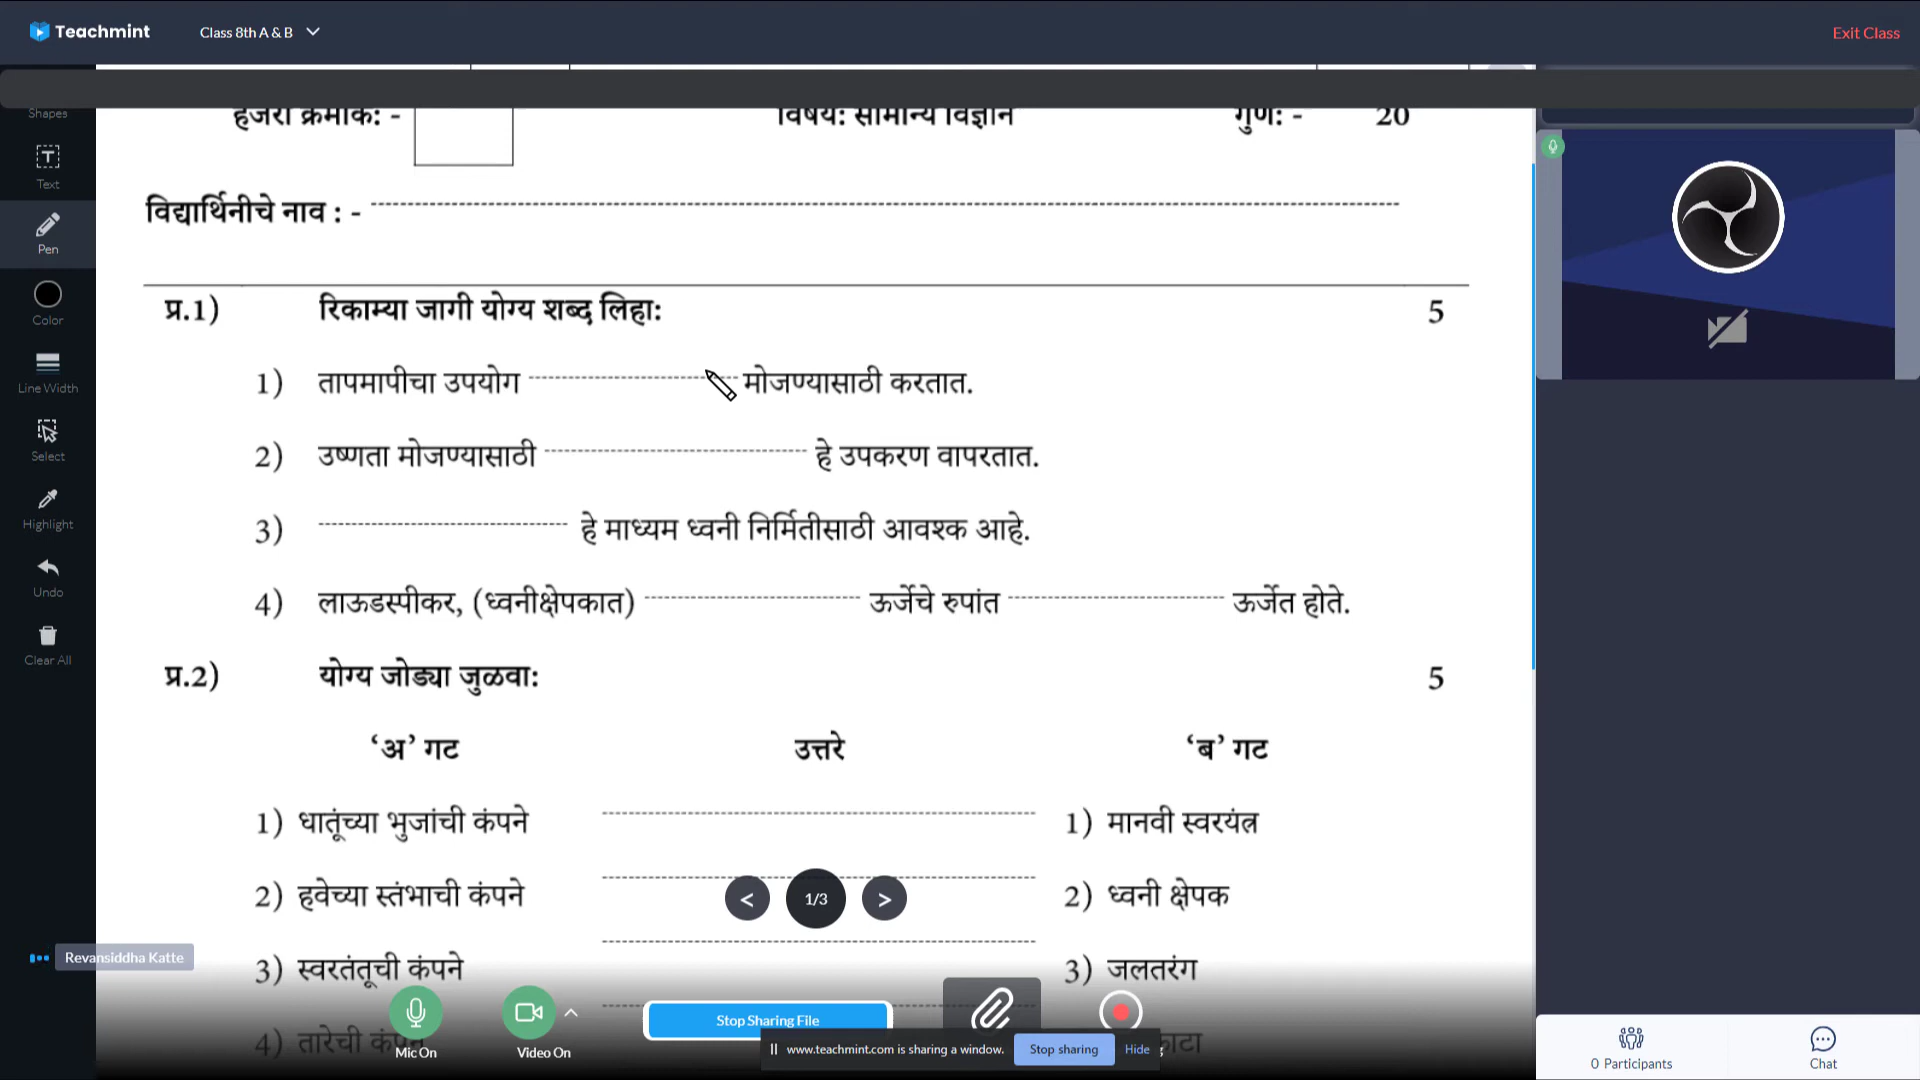 Teachmint
Class 8th A & B
Exit Class
हजेरी क्रमांक: -
विषय: सामान्य विज्ञान
गुण: - 20
Shapes
Text
Pen
Color
Line Width
Select
Highlight
Undo
Clear All
विद्यार्थिनीचे नाव : -
प्र.1) रिकाम्या जागी योग्य शब्द लिहा: 5
1) तापमापीचा उपयोग ---------- मोजण्यासाठी करतात.
2) उष्णता मोजण्यासाठी ---------- हे उपकरण वापरतात.
3) ---------- हे माध्यम ध्वनी निर्मितीसाठी आवश्क आहे.
4) लाऊडस्पीकर, (ध्वनीक्षेपकात) ---------- ऊर्जेचे रुपांत ---------- ऊर्जेत होते.
प्र.2) योग्य जोड्या जुळवा: 5
‘अ’ गट उत्तरे ‘ब’ गट
1) धातूंच्या भुजांची कंपने 1) मानवी स्वरयंत्र
2) हवेच्या स्तंभाची कंपने 2) ध्वनी क्षेपक
< 1/3 >
Revansiddha Katte
3) स्वरतंतूची कंपने 3) जलतरंग
4) तारेची कंपने
Mic On
Video On
Stop Sharing File
www.teachmint.com is sharing a window.
Stop sharing
Hide
0 Participants
Chat